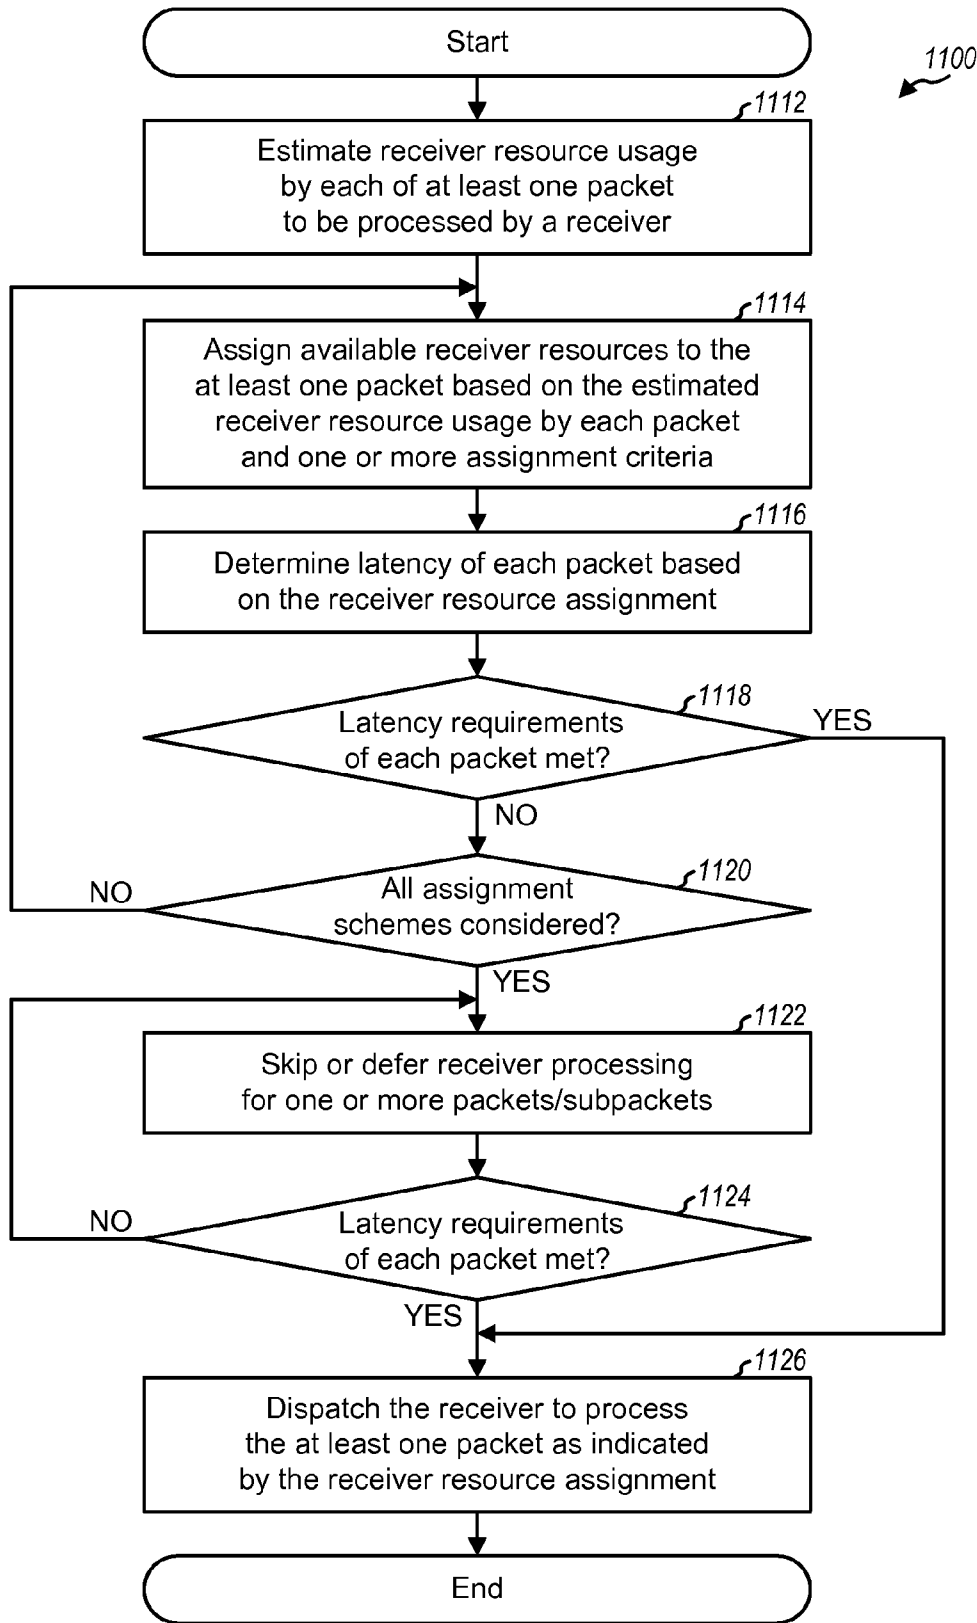 Start
1100
1112
Estimate receiver resource usage
by each of at least one packet
to be processed by a receiver
1114
Assign available receiver resources to the
at least one packet based on the estimated
receiver resource usage by each packet
and one or more assignment criteria
1116
Determine latency of each packet based
on the receiver resource assignment
1118
Latency requirements
of each packet met?
YES
NO
1120
All assignment
schemes considered?
NO
YES
1122
Skip or defer receiver processing
for one or more packets/subpackets
1124
Latency requirements
of each packet met?
NO
YES
1126
Dispatch the receiver to process
the at least one packet as indicated
by the receiver resource assignment
End